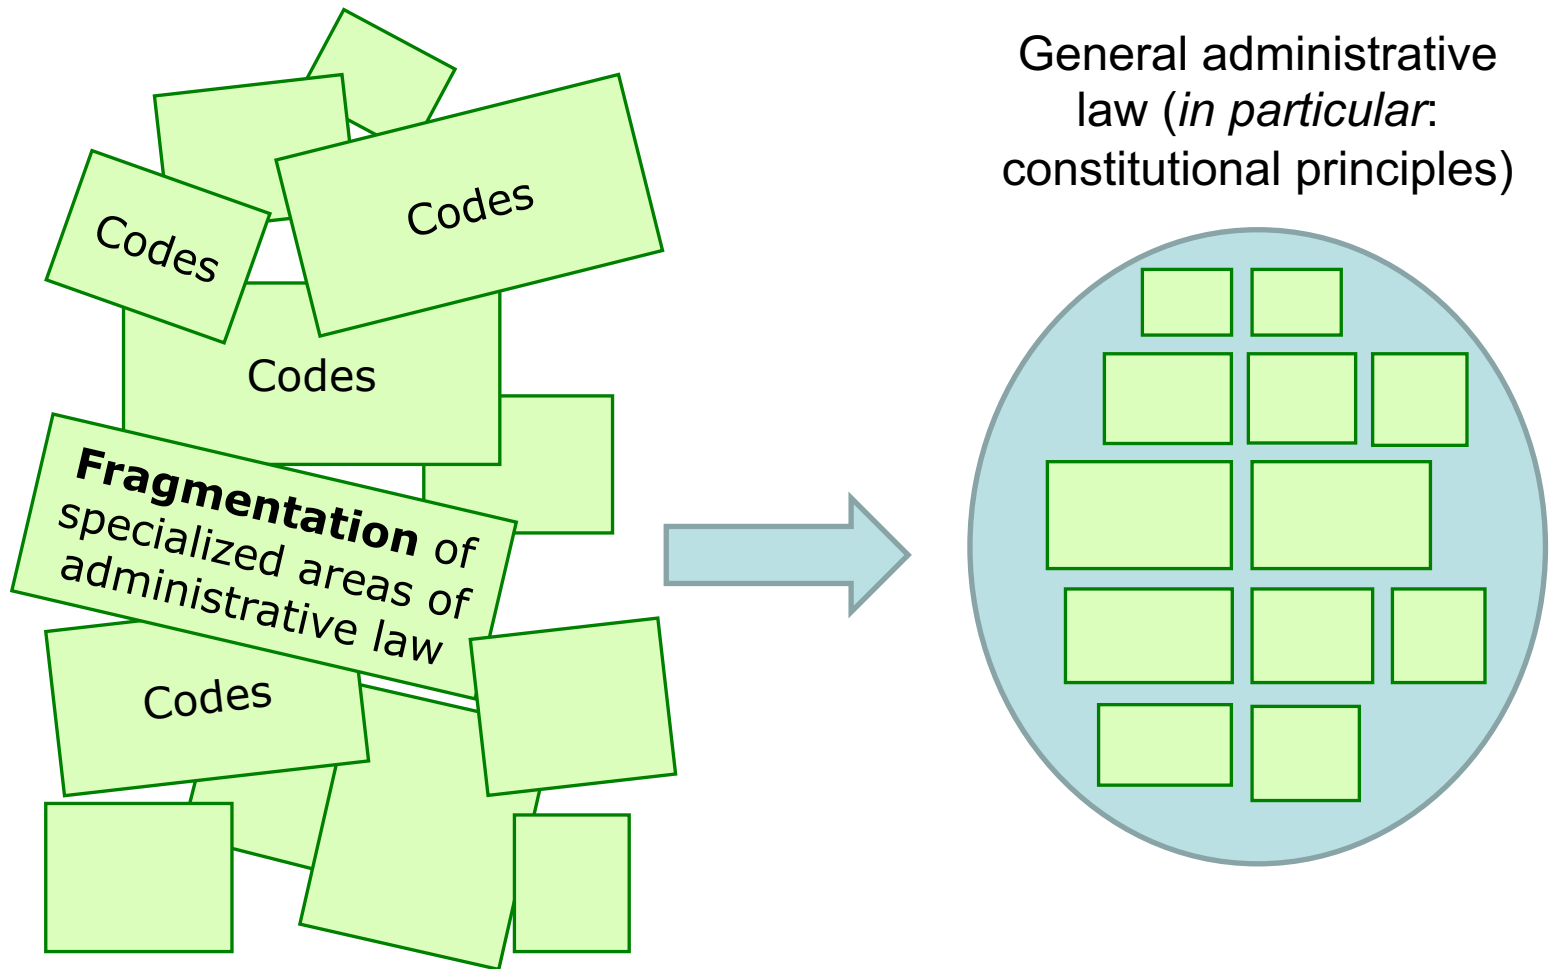 Codes
Codes
Codes
Fragmentation of
specialized areas of
administrative law
Codes
General administrative
law (in particular:
constitutional principles)